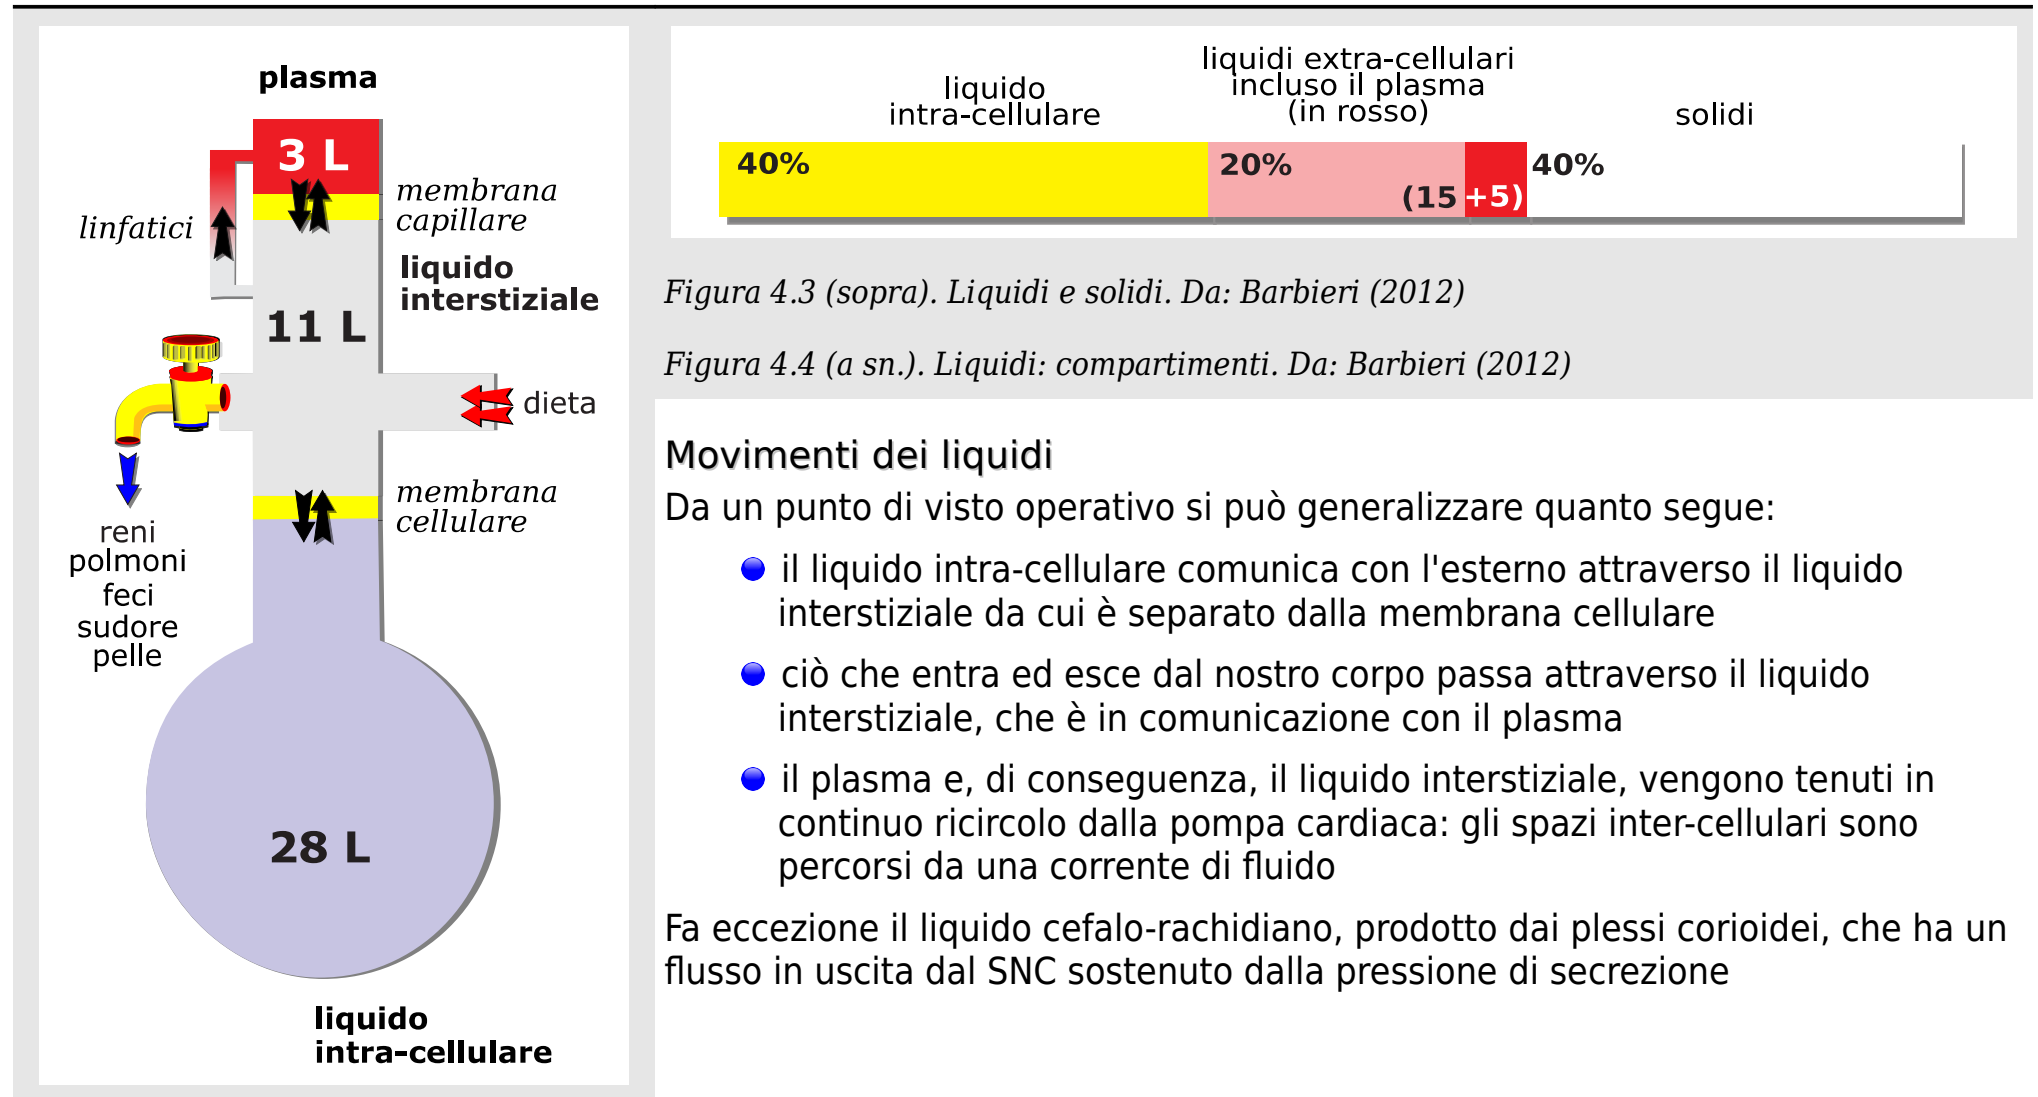 plasma
3 L
membrana
capillare
linfatici
liquido
interstiziale
11 L
dieta
membrana
cellulare
reni
polmoni
feci
sudore
pelle
28 L
liquido
intra-cellulare
liquido
intra-cellulare
liquidi extra-cellulari
incluso il plasma
(in rosso)
solidi
40%
20%
(15 +5)
40%
Figura 4.3 (sopra). Liquidi e solidi. Da: Barbieri (2012)
Figura 4.4 (a sn.). Liquidi: compartimenti. Da: Barbieri (2012)
Movimenti dei liquidi
Da un punto di visto operativo si può generalizzare quanto segue:
il liquido intra-cellulare comunica con l'esterno attraverso il liquido
interstiziale da cui è separato dalla membrana cellulare
ciò che entra ed esce dal nostro corpo passa attraverso il liquido
interstiziale, che è in comunicazione con il plasma
il plasma e, di conseguenza, il liquido interstiziale, vengono tenuti in
continuo ricircolo dalla pompa cardiaca: gli spazi inter-cellulari sono
percorsi da una corrente di fluido
Fa eccezione il liquido cefalo-rachidiano, prodotto dai plessi corioidei, che ha un
flusso in uscita dal SNC sostenuto dalla pressione di secrezione